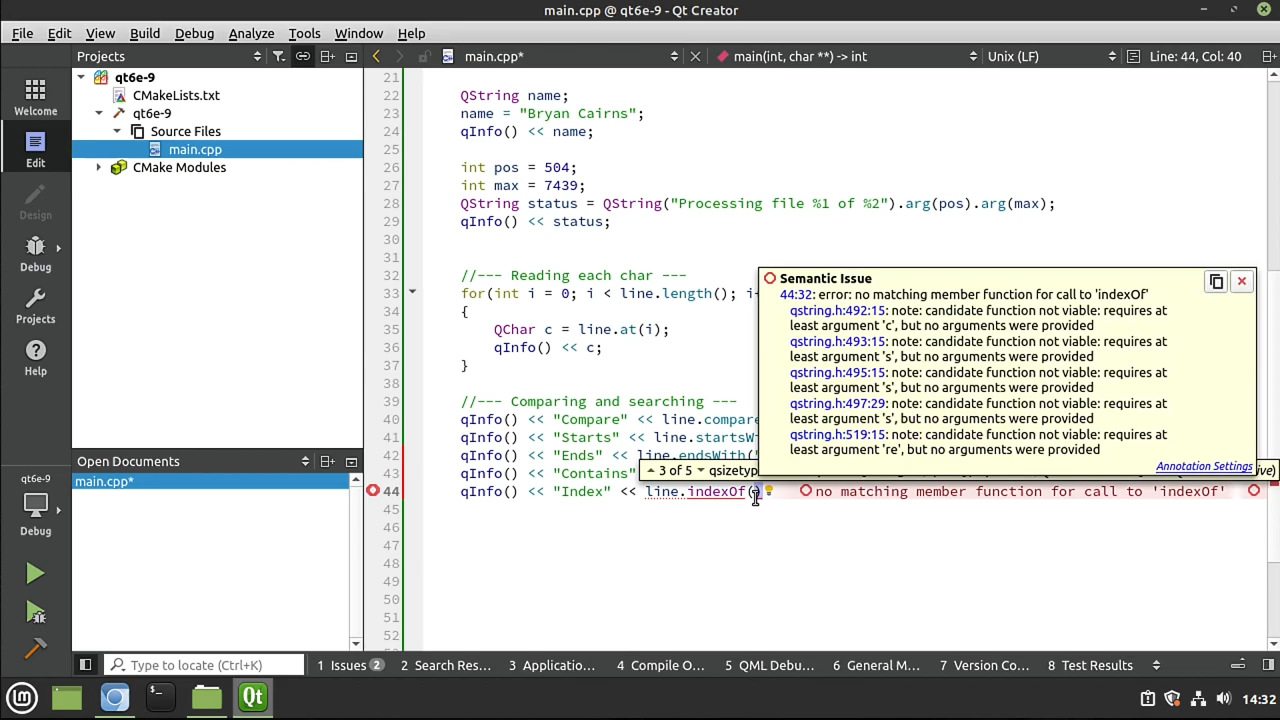 main.cpp @ qt6e-9 - Qt Creator
File Edit View Build Debug Analyze Tools Window Help
Projects main.cpp* main(int, char **) -> int Unix (LF) Line: 44, Col: 40
Welcome
Edit
Design
Debug
Projects
Help
qt6e-9
Debug
qt6e-9
CMakeLists.txt
qt6e-9
Source Files
main.cpp
CMake Modules
Open Documents
main.cpp*
21
22 QString name;
23 name = "Bryan Cairns";
24 qInfo() << name;
25
26 int pos = 504;
27 int max = 7439;
28 QString status = QString("Processing file %1 of %2").arg(pos).arg(max);
29 qInfo() << status;
30
31
32 //--- Reading each char ---
33 for(int i = 0; i < line.length();
34 {
35 QChar c = line.at(i);
36 qInfo() << c;
37 }
38
39 //--- Comparing and searching ---
40 qInfo() << "Compare" << line.compare
41 qInfo() << "Starts" << line.startsWi
42 qInfo() << "Ends" << line.endsWith("
43 qInfo() << "Contains"
44 qInfo() << "Index" << line.indexOf() no matching member function for call to 'indexOf'
45
46
47
48
49
50
51
52
Semantic Issue
44:32: error: no matching member function for call to 'indexOf'
qstring.h:492:15: note: candidate function not viable: requires at
least argument 'c', but no arguments were provided
qstring.h:493:15: note: candidate function not viable: requires at
least argument 's', but no arguments were provided
qstring.h:495:15: note: candidate function not viable: requires at
least argument 's', but no arguments were provided
qstring.h:497:29: note: candidate function not viable: requires at
least argument 's', but no arguments were provided
qstring.h:519:15: note: candidate function not viable: requires at
least argument 're', but no arguments were provided
Annotation Settings
3 of 5 qsizetyp ive)
Type to locate (Ctrl+K) 1 Issues 2 2 Search Res... 3 Applicatio... 4 Compile O... 5 QML Debu... 6 General M... 7 Version Co... 8 Test Results
14:32